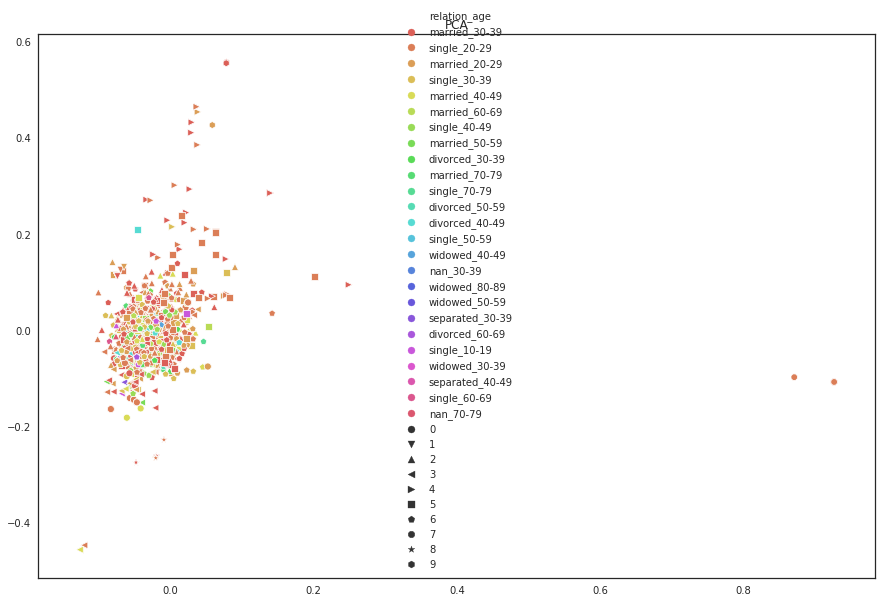 relation_age
PCA
married_30-39
single_20-29
married_20-29
single_30-39
married_40-49
married_60-69
single_40-49
married_50-59
divorced_30-39
married_70-79
single_70-79
divorced_50-59
divorced_40-49
single_50-59
widowed_40-49
nan_30-39
widowed_80-89
widowed_50-59
separated_30-39
divorced_60-69
single_10-19
widowed_30-39
separated_40-49
single_60-69
nan_70-79
0
1
2
3
4
5
6
7
8
9
0.6
0.4
0.2
0.0
−0.2
−0.4
0.0 0.2 0.4 0.6 0.8